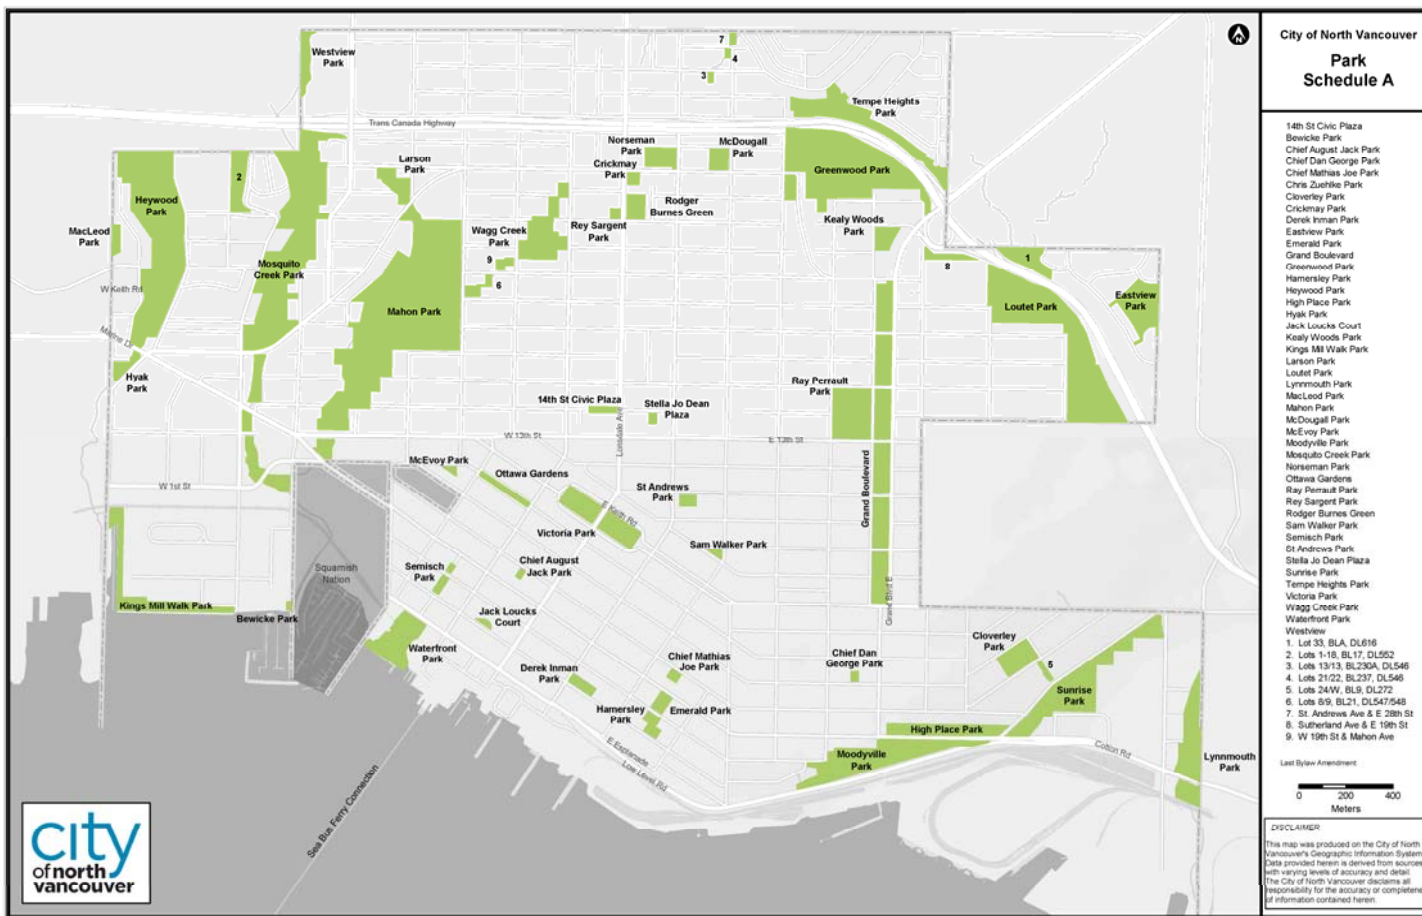 City of North Vancouver
Park
Schedule A
14th St Civic Plaza
Bewicke Park
Chief August Jack Park
Chief Dan George Park
Chief Mathias Joe Park
Chris Zuehlke Park
Cloverley Park
Crickmay Park
Derek Inman Park
Eastview Park
Emerald Park
Grand Boulevard
Greenwood Park
Hamersley Park
Heywood Park
High Place Park
Hyak Park
Jack Loucks Court
Kealy Woods Park
Kings Mill Walk Park
Larson Park
Loutet Park
Lynnmouth Park
MacLeod Park
Mahon Park
McDougall Park
McEvoy Park
Moodyville Park
Mosquito Creek Park
Norseman Park
Ottawa Gardens
Ray Perrault Park
Rey Sargent Park
Rodger Burnes Green
Sam Walker Park
Semisch Park
St Andrews Park
Stella Jo Dean Plaza
Sunrise Park
Tempe Heights Park
Victoria Park
Wagg Creek Park
Waterfront Park
Westview
1. Lot 33, BLA, DL616
2. Lots 1-18, BL17, DL552
3. Lots 13/13, BL230A, DL546
4. Lots 21/22, BL237, DL546
5. Lots 24/W, BL9, DL272
6. Lots 8/9, BL21, DL547/548
7. St. Andrews Ave & E 28th St
8. Sutherland Ave & E 19th St
9. W 19th St & Mahon Ave
Last Bylaw Amendment
0 200 400
Meters
DISCLAIMER
This map was produced on the City of North
Vancouver's Geographic Information System.
Data provided herein is derived from sources
with varying levels of accuracy and detail.
The City of North Vancouver disclaims all
responsibility for the accuracy or completene
of information contained herein.
N
7
4
3
Westview
Park
Tempe Heights
Park
Trans Canada Highway
Norseman
Park
McDougall
Park
Larson
Park
Crickmay
Park
Greenwood Park
2
Heywood
Park
Rodger
Burnes Green
Kealy Woods
Park
Rey Sargent
Park
Wagg Creek
Park
MacLeod
Park
9
8
1
Mosquito
Creek Park
6
W Keith Rd
Eastview
Park
Loutet Park
Mahon Park
Marine Dr
Hyak
Park
Ray Perrault
Park
14th St Civic Plaza
Stella Jo Dean
Plaza
Lonsdale Ave
W 13th St
E 13th St
McEvoy Park
Ottawa Gardens
Grand Boulevard
W 1st St
St Andrews
Park
E Keith Rd
Victoria Park
Sam Walker Park
Squamish
Nation
Semisch
Park
Chief August
Jack Park
Grand Blvd E
Kings Mill Walk Park
Bewicke Park
Jack Loucks
Court
Cloverley
Park
Waterfront
Park
Chief Mathias
Joe Park
Chief Dan
George Park
5
Derek Inman
Park
Sunrise
Park
Hamersley
Park
Emerald Park
High Place Park
E Esplanade
Low Level Rd
Moodyville
Park
Cotton Rd
Lynnmouth
Park
Sea Bus Ferry Connection
city
of north
vancouver